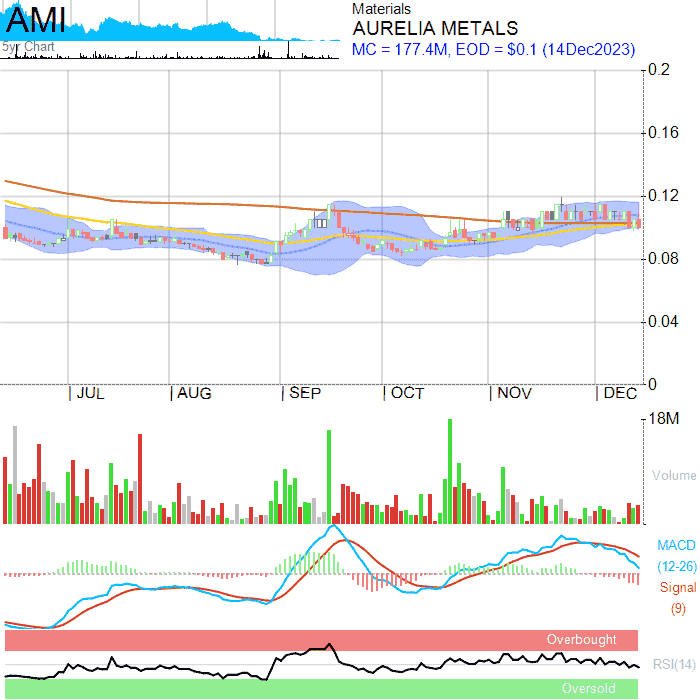 AMI
5yr Chart
Materials
AURELIA METALS
MC = 177.4M, EOD = $0.1 (14Dec2023)
0.2
0.16
0.12
0.08
0.04
0
JUL AUG SEP OCT NOV DEC
18M
Volume
MACD
(12-26)
Signal
(9)
Overbought
RSI(14)
Oversold